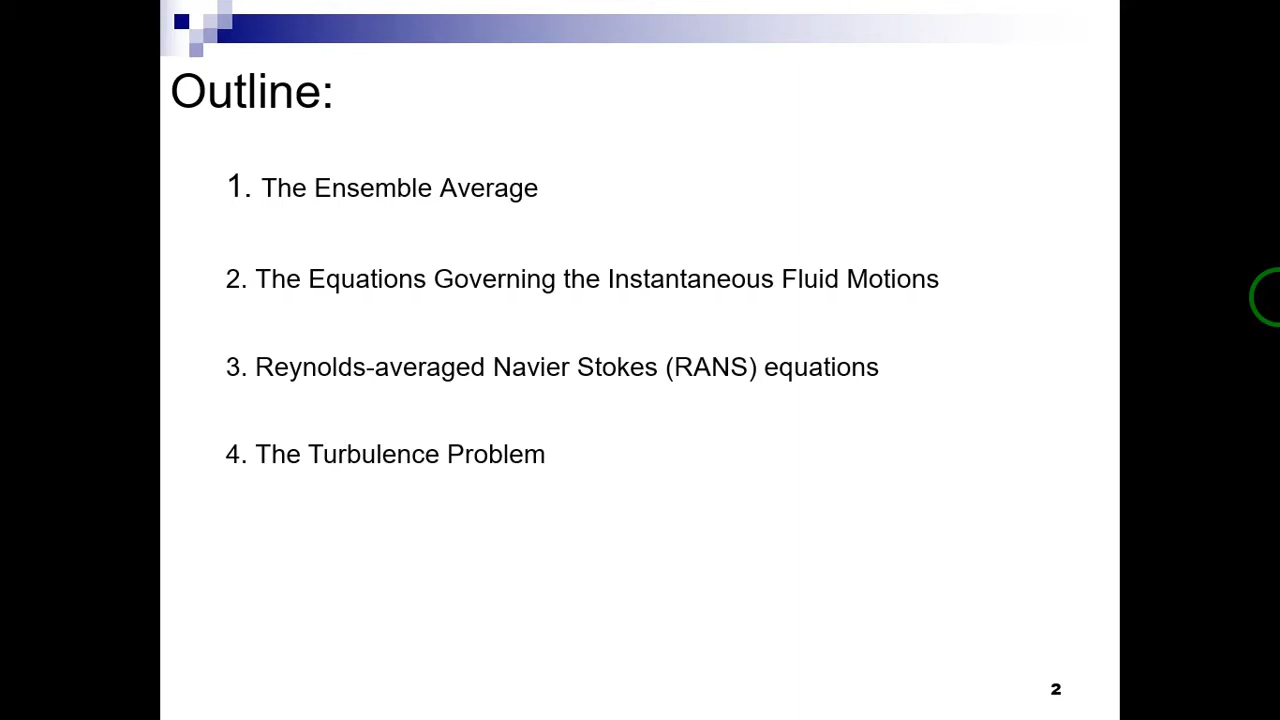 Outline:
1. The Ensemble Average
2. The Equations Governing the Instantaneous Fluid Motions
3. Reynolds-averaged Navier Stokes (RANS) equations
4. The Turbulence Problem
2